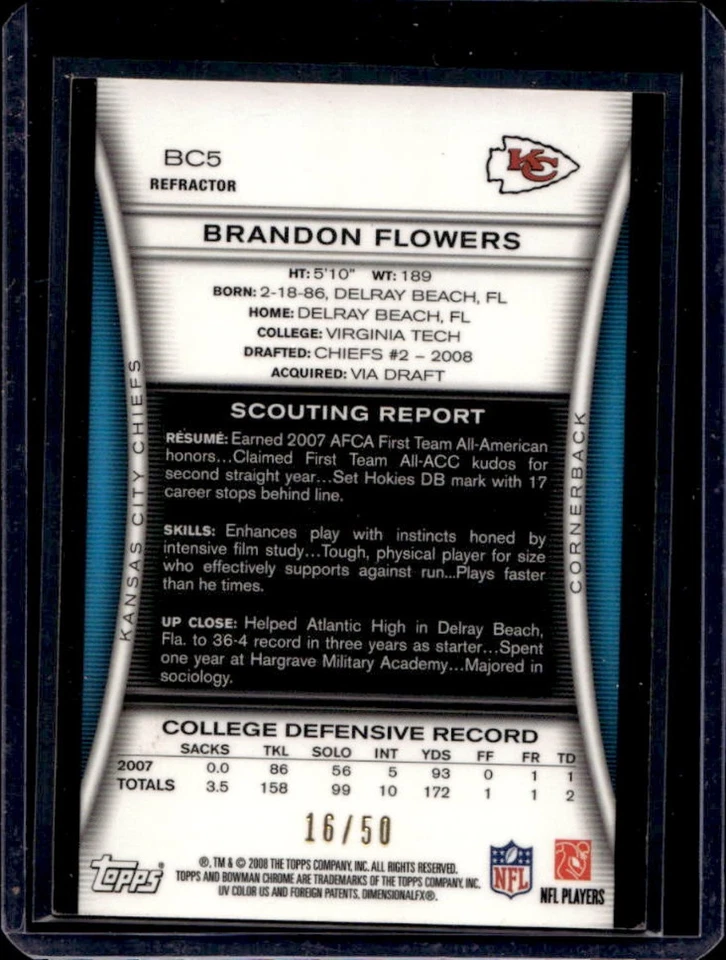 BC5
REFRACTOR
KC
BRANDON FLOWERS
HT: 5'10" WT: 189
BORN: 2-18-86, DELRAY BEACH, FL
HOME: DELRAY BEACH, FL
COLLEGE: VIRGINIA TECH
DRAFTED: CHIEFS #2 – 2008
ACQUIRED: VIA DRAFT
KANSAS CITY CHIEFS
SCOUTING REPORT
RÉSUMÉ: Earned 2007 AFCA First Team All-American
honors...Claimed First Team All-ACC kudos for
second straight year...Set Hokies DB mark with 17
career stops behind line.
SKILLS: Enhances play with instincts honed by
intensive film study...Tough, physical player for size
who effectively supports against run...Plays faster
than he times.
UP CLOSE: Helped Atlantic High in Delray Beach,
Fla. to 36-4 record in three years as starter...Spent
one year at Hargrave Military Academy...Majored in
sociology.
CORNERBACK
COLLEGE DEFENSIVE RECORD
SACKS TKL SOLO INT YDS FF FR TD
2007 0.0 86 56 5 93 0 1 1
TOTALS 3.5 158 99 10 172 1 1 2
16/50
Topps®
®, TM & © 2008 THE TOPPS COMPANY, INC. ALL RIGHTS RESERVED.
TOPPS AND BOWMAN CHROME ARE TRADEMARKS OF THE TOPPS COMPANY, INC.
UV COLOR US AND FOREIGN PATENTS. DIMENSIONALFX®.
NFL
NFL PLAYERS